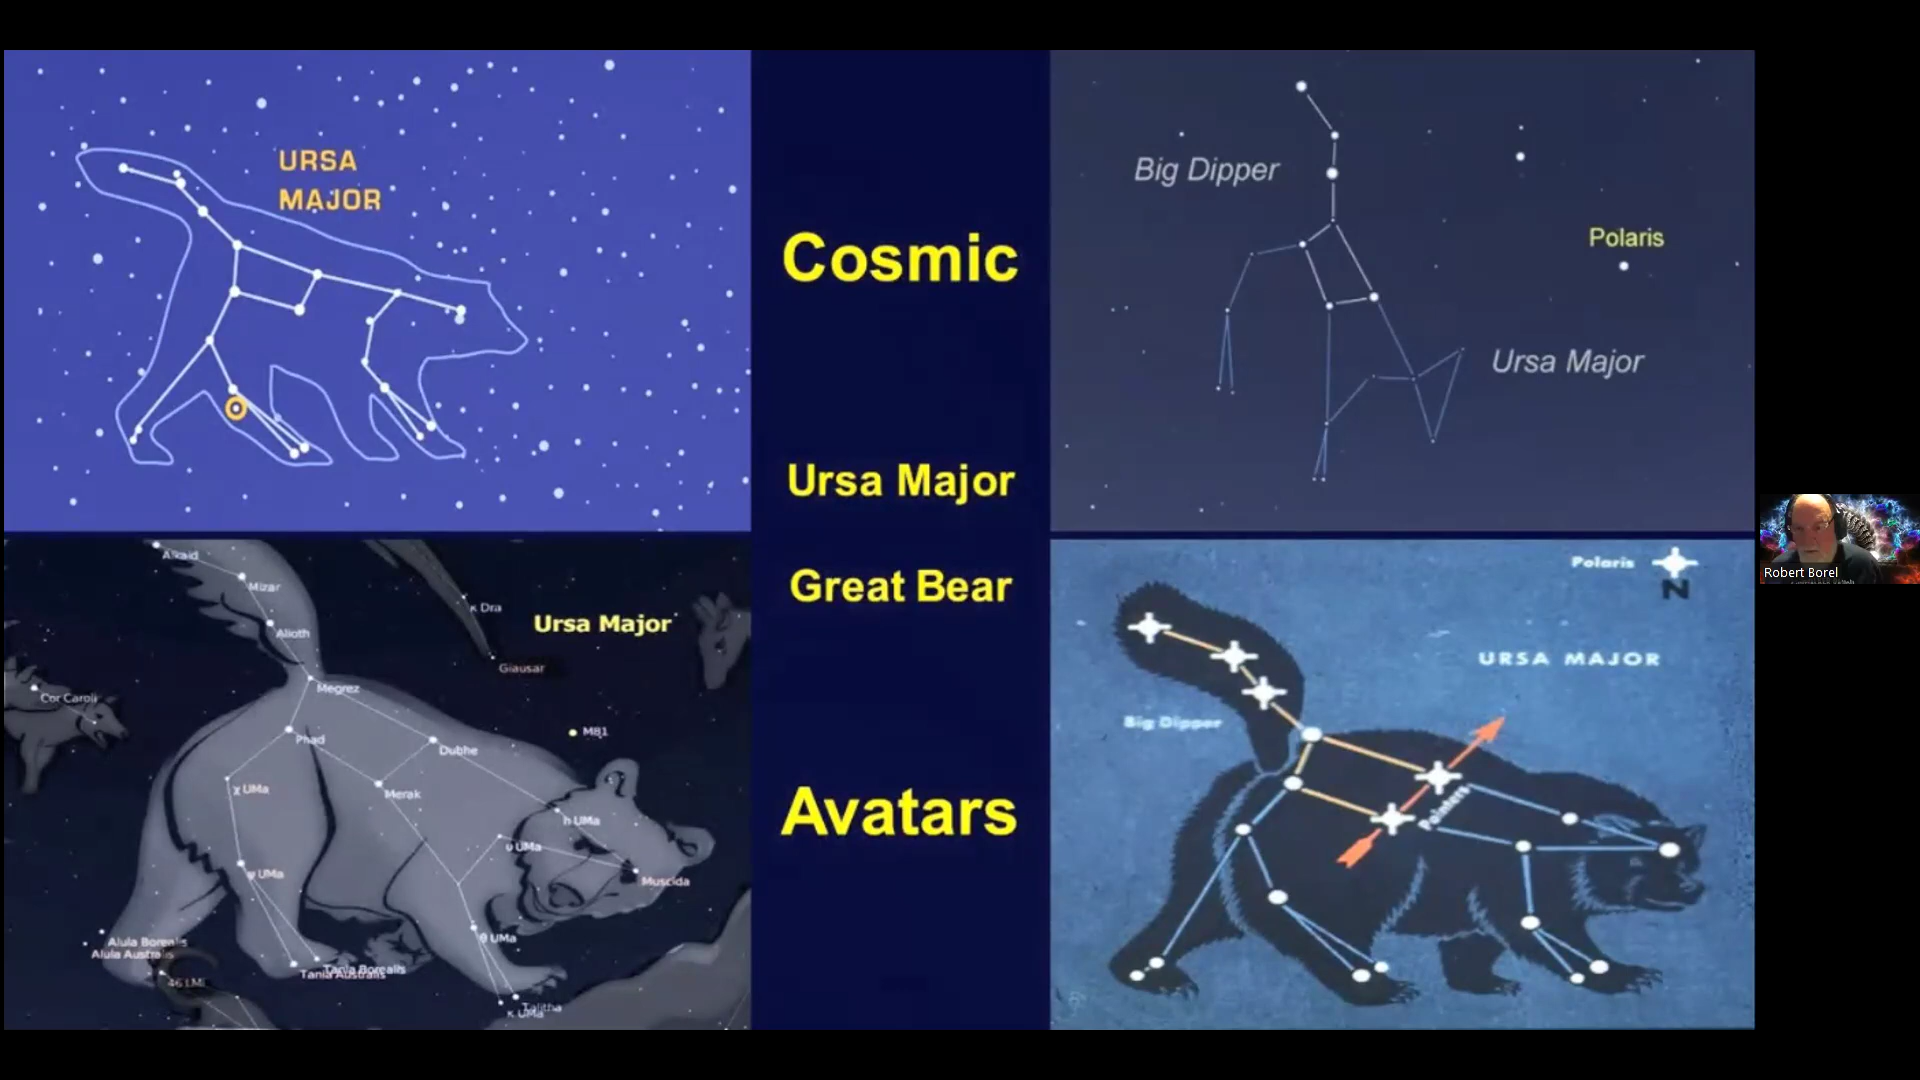 URSA
MAJOR
Cosmic
Ursa Major
Great Bear
Avatars
Big Dipper
Polaris
Ursa Major
Alkaid
Mizar
Alioth
κ Dra
Giausar
Ursa Major
Cor Caroli
Megrez
M81
Phad
Dubhe
χ UMa
Merak
h UMa
υ UMa
ψ UMa
Muscida
θ UMa
Alula Borealis
Alula Australis
Tania Borealis
Tania Australis
46 LMi
Talitha
κ UMa
Polaris
N
URSA MAJOR
Big Dipper
Pointers
Robert Borel